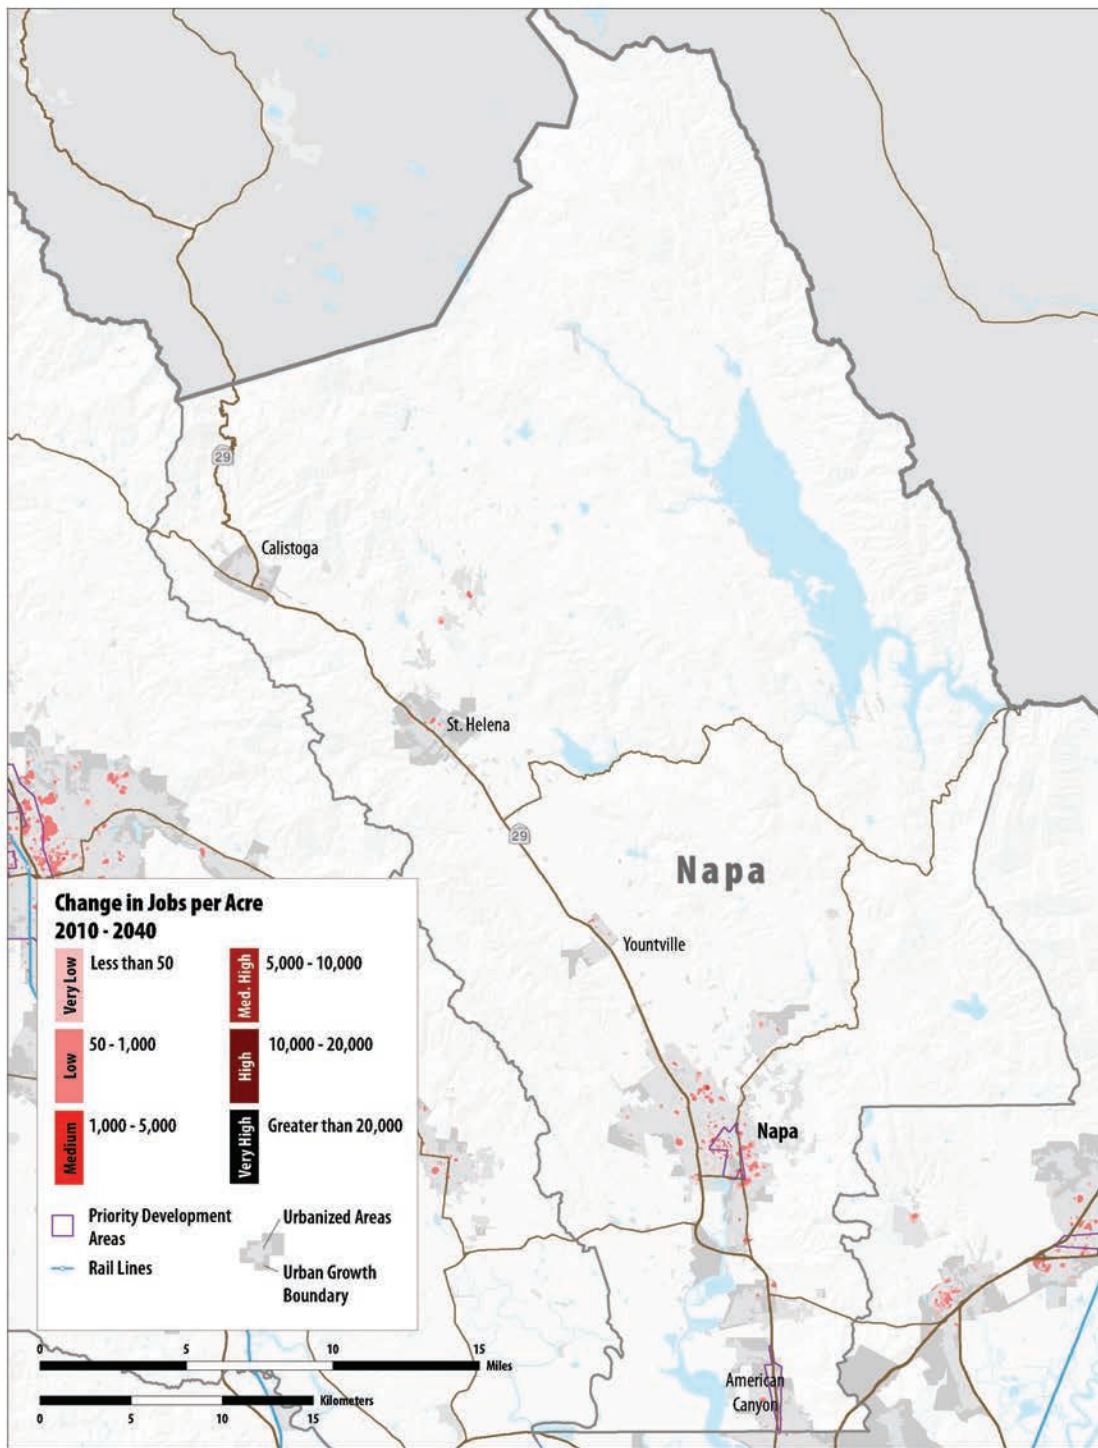 29
Calistoga
St. Helena
29
Napa
Yountville
Napa
American
Canyon
Change in Jobs per Acre
2010 - 2040
Very Low
Less than 50
Low
50 - 1,000
Medium
1,000 - 5,000
Med. High
5,000 - 10,000
High
10,000 - 20,000
Very High
Greater than 20,000
Priority Development
Areas
Rail Lines
Urbanized Areas
Urban Growth
Boundary
0 5 10 15
Miles
Kilometers
0 5 10 15